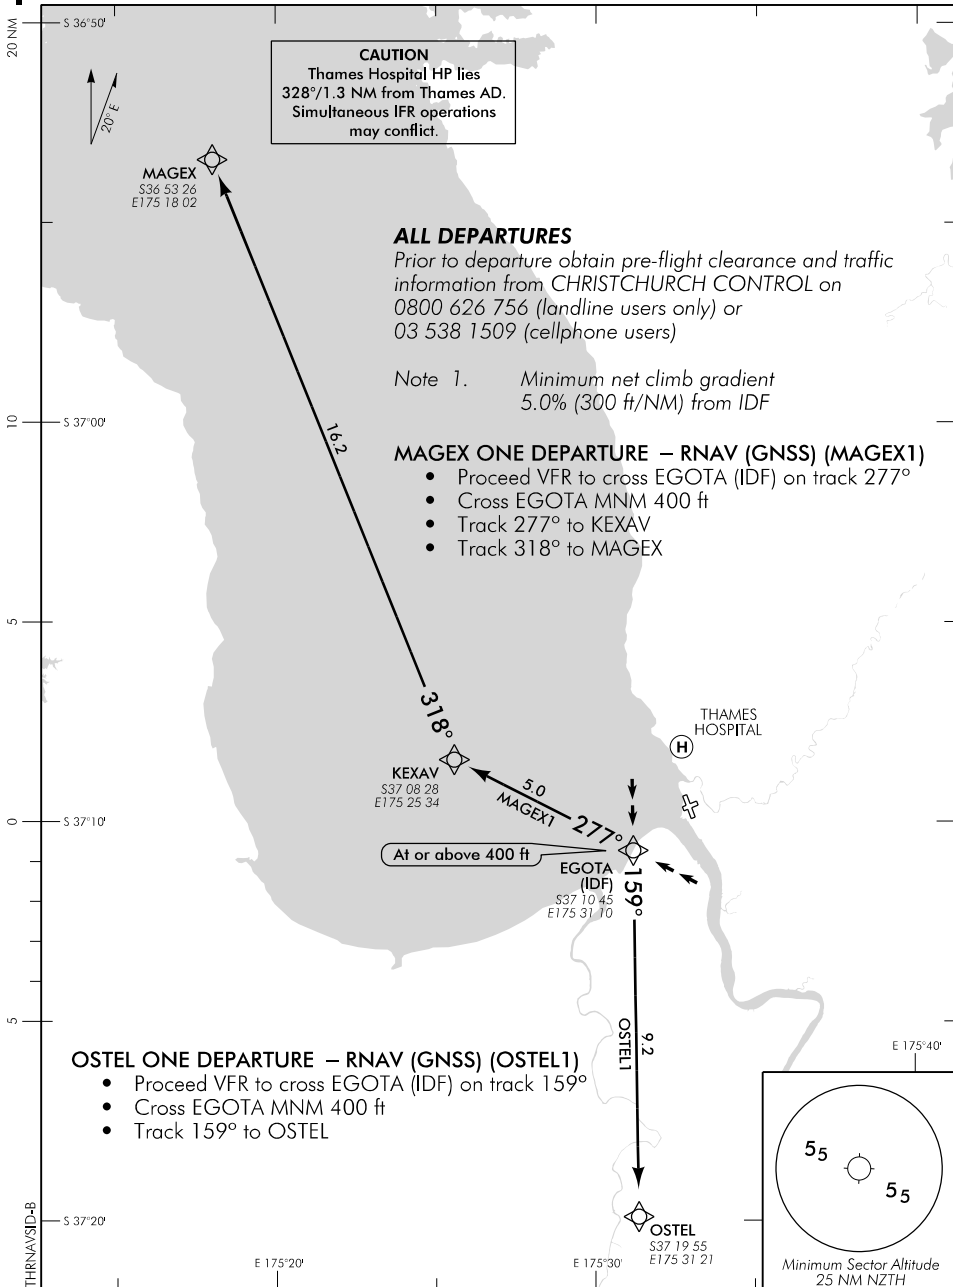 20 NM
S 36°50'
CAUTION
Thames Hospital HP lies
328°/1.3 NM from Thames AD.
Simultaneous IFR operations
may conflict.
20° E
MAGEX
S36 53 26
E175 18 02
ALL DEPARTURES
Prior to departure obtain pre-flight clearance and traffic
information from CHRISTCHURCH CONTROL on
0800 626 756 (landline users only) or
03 538 1509 (cellphone users)
Note 1. Minimum net climb gradient
5.0% (300 ft/NM) from IDF
10
S 37°00'
16.2
MAGEX ONE DEPARTURE – RNAV (GNSS) (MAGEX1)
• Proceed VFR to cross EGOTA (IDF) on track 277°
• Cross EGOTA MNM 400 ft
• Track 277° to KEXAV
• Track 318° to MAGEX
5
318°
THAMES
HOSPITAL
H
KEXAV
S37 08 28
E175 25 34
5.0
MAGEX1
277°
0
S 37°10'
At or above 400 ft
EGOTA
(IDF)
S37 10 45
E175 31 10
159°
5
9.2
OSTEL1
E 175°40'
OSTEL ONE DEPARTURE – RNAV (GNSS) (OSTEL1)
• Proceed VFR to cross EGOTA (IDF) on track 159°
• Cross EGOTA MNM 400 ft
• Track 159° to OSTEL
55
55
S 37°20'
OSTEL
S37 19 55
E175 31 21
E 175°20'
E 175°30'
Minimum Sector Altitude
25 NM NZTH
THRNAVSID-B